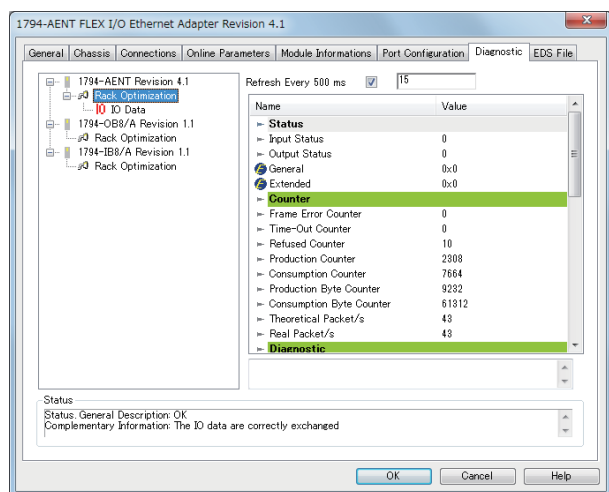 1794-AENT FLEX I/O Ethernet Adapter Revision 4.1
General Chassis Connections Online Parameters Module Informations Port Configuration Diagnostic EDS File
1794-AENT Revision 4.1
Rack Optimization
IO Data
1794-OB8/A Revision 1.1
Rack Optimization
1794-IB8/A Revision 1.1
Rack Optimization
Refresh Every 500 ms 15
Name Value
Status
Input Status 0
Output Status 0
General 0x0
Extended 0x0
Counter
Frame Error Counter 0
Time-Out Counter 0
Refused Counter 10
Production Counter 2308
Consumption Counter 7664
Production Byte Counter 9232
Consumption Byte Counter 61312
Theoretical Packet/s 43
Real Packet/s 43
Diagnostic
Status
Status. General Description: OK
Complementary Information: The IO data are correctly exchanged
OK Cancel Help